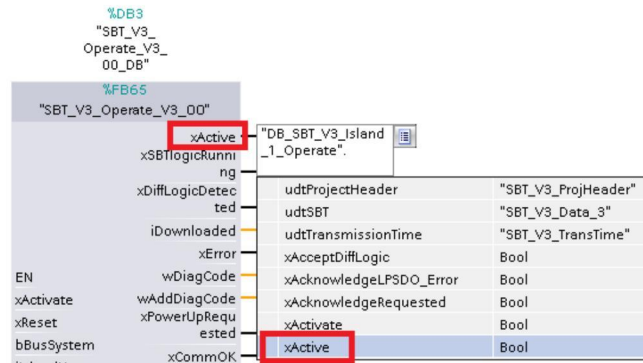 %DB3
"SBT_V3_
Operate_V3_
00_DB"
%FB65
"SBT_V3_Operate_V3_00"
xActive
"DB_SBT_V3_Island
_1_Operate".
xSBTlogicRunni
ng
xDiffLogicDetec
ted
iDownloaded
xError
EN
wDiagCode
xActivate
wAddDiagCode
xReset
xPowerUpRequ
ested
bBusSystem
xCommOK
udtProjectHeader "SBT_V3_ProjHeader"
udtSBT "SBT_V3_Data_3"
udtTransmissionTime "SBT_V3_TransTime"
xAcceptDiffLogic Bool
xAcknowledgeLPSDO_Error Bool
xAcknowledgeRequested Bool
xActivate Bool
xActive Bool